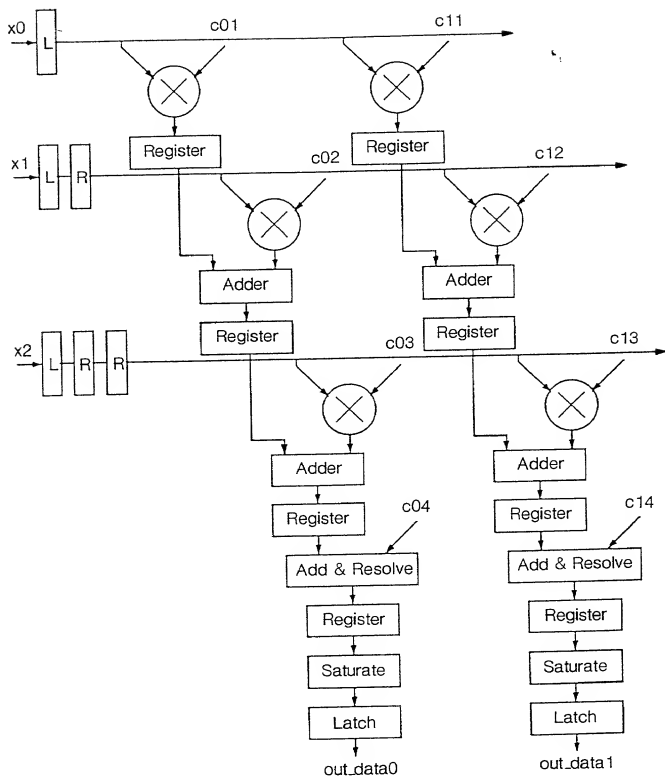 x0
L
c01
c11
Register
Register
x1
L
R
c02
c12
Adder
Adder
Register
Register
x2
L
R
R
c03
c13
Adder
Adder
Register
Register
c04
c14
Add & Resolve
Add & Resolve
Register
Register
Saturate
Saturate
Latch
Latch
out_data0
out_data1